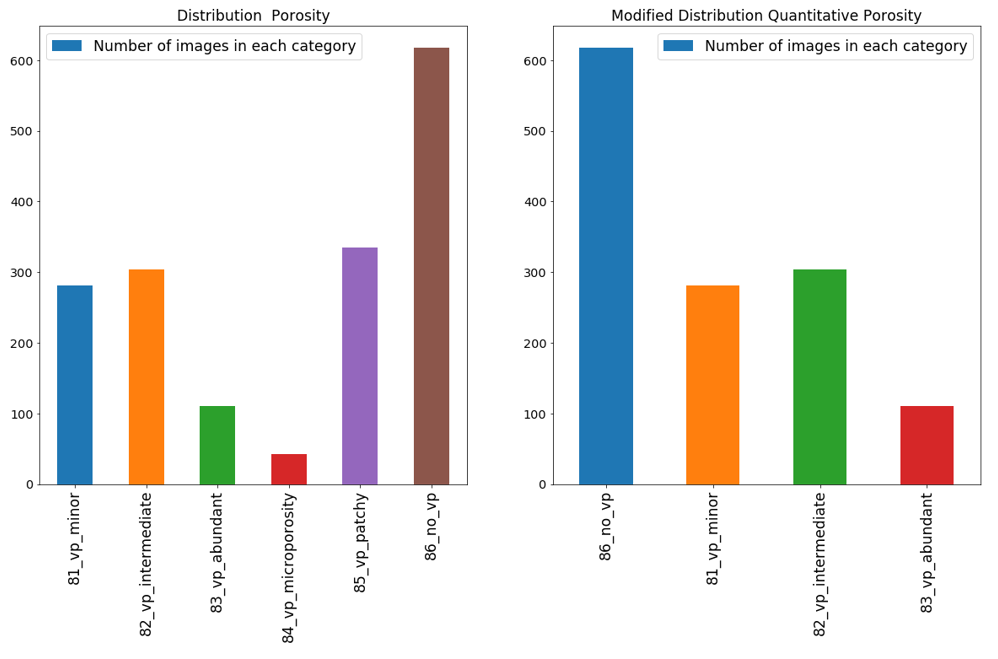 Distribution  Porosity
Number of images in each category
600
500
400
300
200
100
0
81_vp_minor
82_vp_intermediate
83_vp_abundant
84_vp_microporosity
85_vp_patchy
86_no_vp
Modified Distribution Quantitative Porosity
Number of images in each category
600
500
400
300
200
100
0
86_no_vp
81_vp_minor
82_vp_intermediate
83_vp_abundant